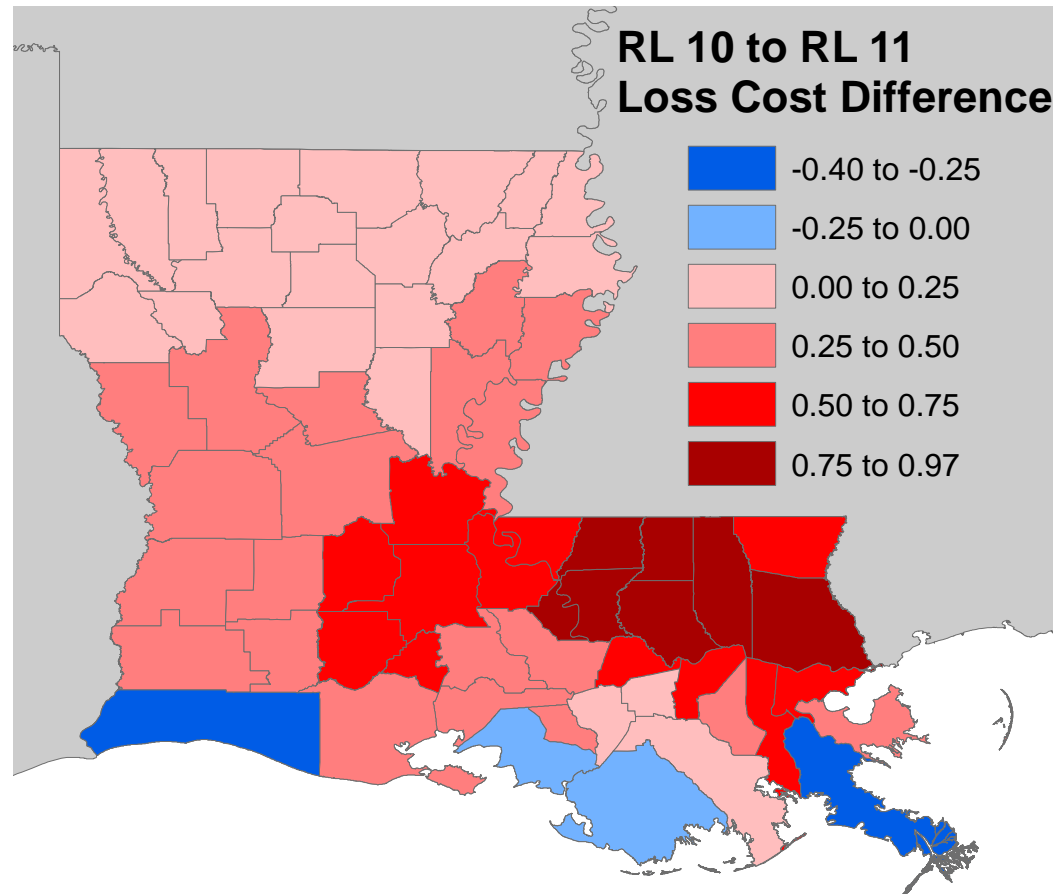 RL 10 to RL 11
Loss Cost Difference
-0.40 to -0.25
-0.25 to 0.00
0.00 to 0.25
0.25 to 0.50
0.50 to 0.75
0.75 to 0.97